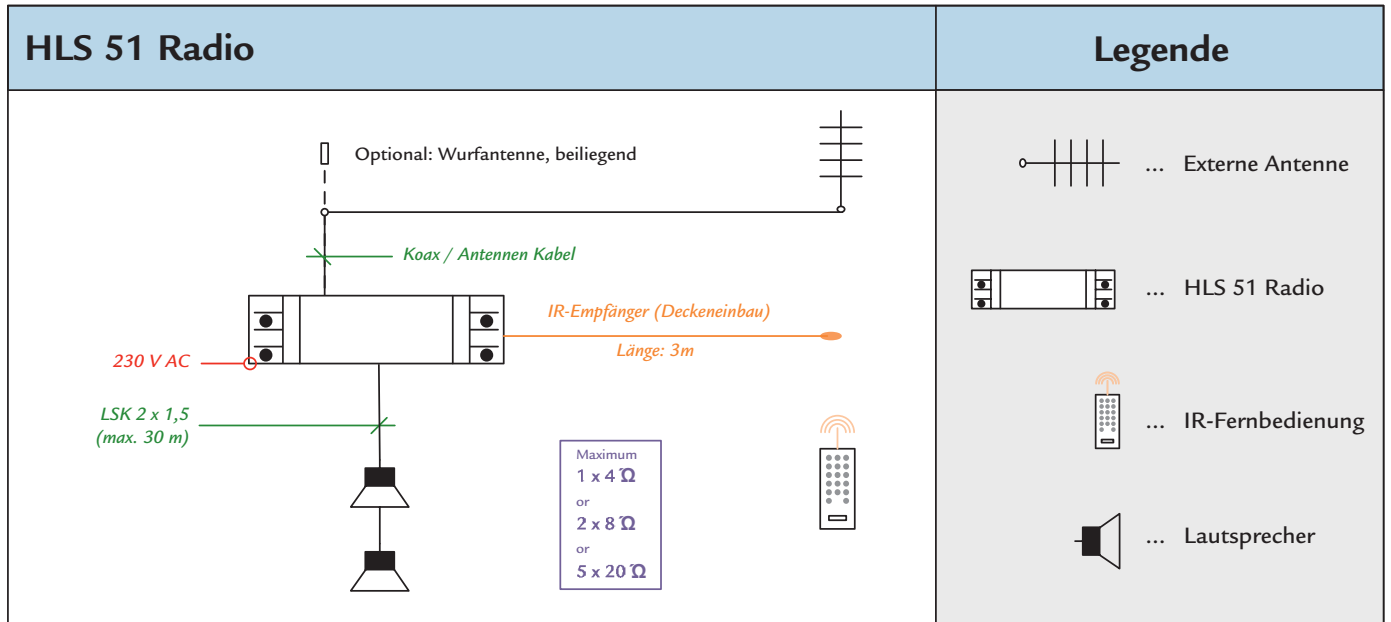 HLS 51 Radio
Legende
Optional: Wurfantenne, beiliegend
Koax / Antennen Kabel
IR-Empfänger (Deckeneinbau)
Länge: 3m
230 V AC
LSK 2 x 1,5
(max. 30 m)
Maximum
1 x 4 Ω
or
2 x 8 Ω
or
5 x 20 Ω
... Externe Antenne
... HLS 51 Radio
... IR-Fernbedienung
... Lautsprecher